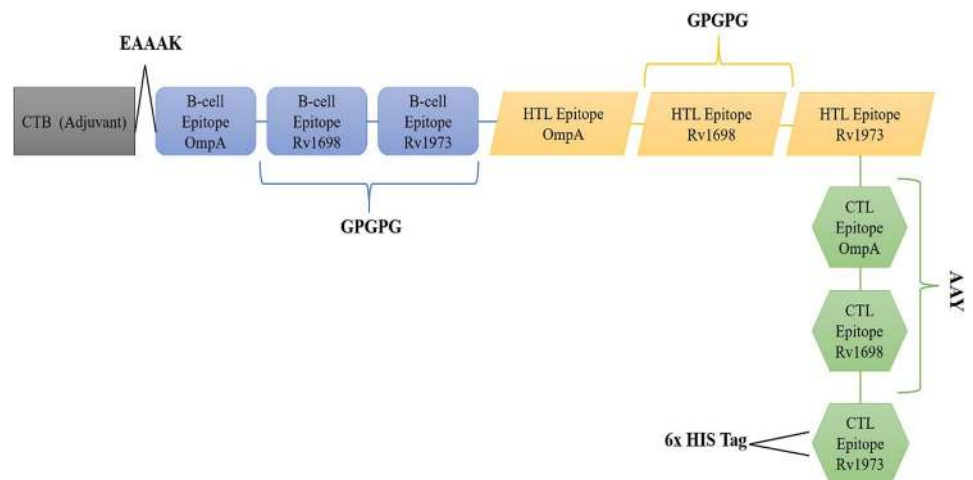 GPGPG
EAAAK
CTB (Adjuvant)
B-cell
Epitope
OmpA
B-cell
Epitope
Rv1698
B-cell
Epitope
Rv1973
HTL Epitope
OmpA
HTL Epitope
Rv1698
HTL Epitope
Rv1973
GPGPG
CTL
Epitope
OmpA
AAY
CTL
Epitope
Rv1698
6x HIS Tag
CTL
Epitope
Rv1973